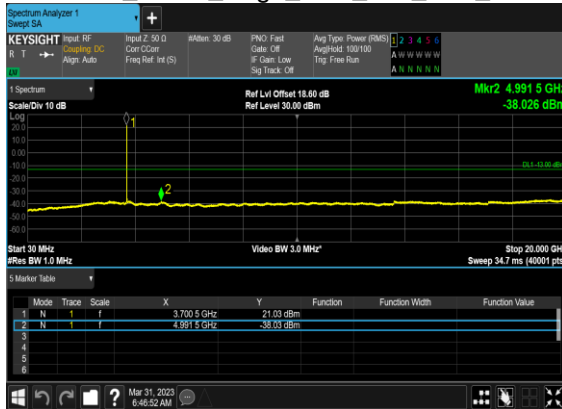 Spectrum Analyzer 1
Swept SA
+
KEYSIGHT
R T
Input: RF
Coupling: DC
Align: Auto
Input Z: 50 Ω
Corr CCorr
Freq Ref: Int (S)
#Atten: 30 dB
PNO: Fast
Gate: Off
IF Gain: Low
Sig Track: Off
Avg Type: Power (RMS)
Avg|Hold: 100/100
Trig: Free Run
1 2 3 4 5 6
A W W W W W
A N N N N N
1 Spectrum
Scale/Div 10 dB
Ref Lvl Offset 18.60 dB
Ref Level 30.00 dBm
Mkr2 4.991 5 GHz
-38.026 dBm
Log
20.0
10.0
0.00
-10.0
-20.0
-30.0
-40.0
-50.0
-60.0
1
2
DL1 -13.00 dBm
Start 30 MHz
#Res BW 1.0 MHz
Video BW 3.0 MHz*
Stop 20.000 GH
Sweep 34.7 ms (40001 pts
5 Marker Table
Mode Trace Scale X Y Function Function Width Function Value
1 N 1 f 3.700 5 GHz 21.03 dBm
2 N 1 f 4.991 5 GHz -38.03 dBm
3
4
5
6
?
Mar 31, 2023
6:46:52 AM